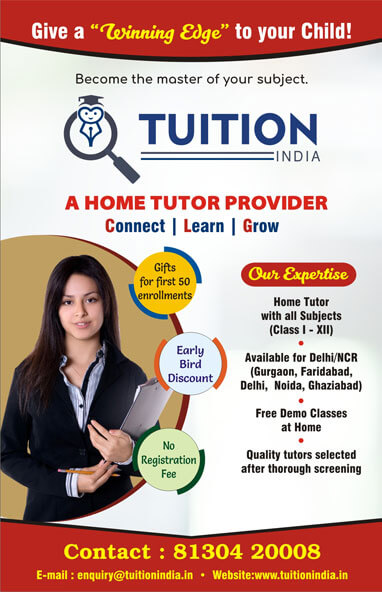 Give a "Winning Edge" to your Child!
Become the master of your subject.
TUITION
INDIA
A HOME TUTOR PROVIDER
Connect | Learn | Grow
Gifts
for first 50
enrollments
Early
Bird
Discount
No
Registration
Fee
Our Expertise
Home Tutor
with all Subjects
(Class I - XII)
•
Available for Delhi/NCR
(Gurgaon, Faridabad,
Delhi, Noida, Ghaziabad)
•
Free Demo Classes
at Home
•
Quality tutors selected
after thorough screening
Contact : 81304 20008
E-mail : enquiry@tuitionindia.in • Website:www.tuitionindia.in